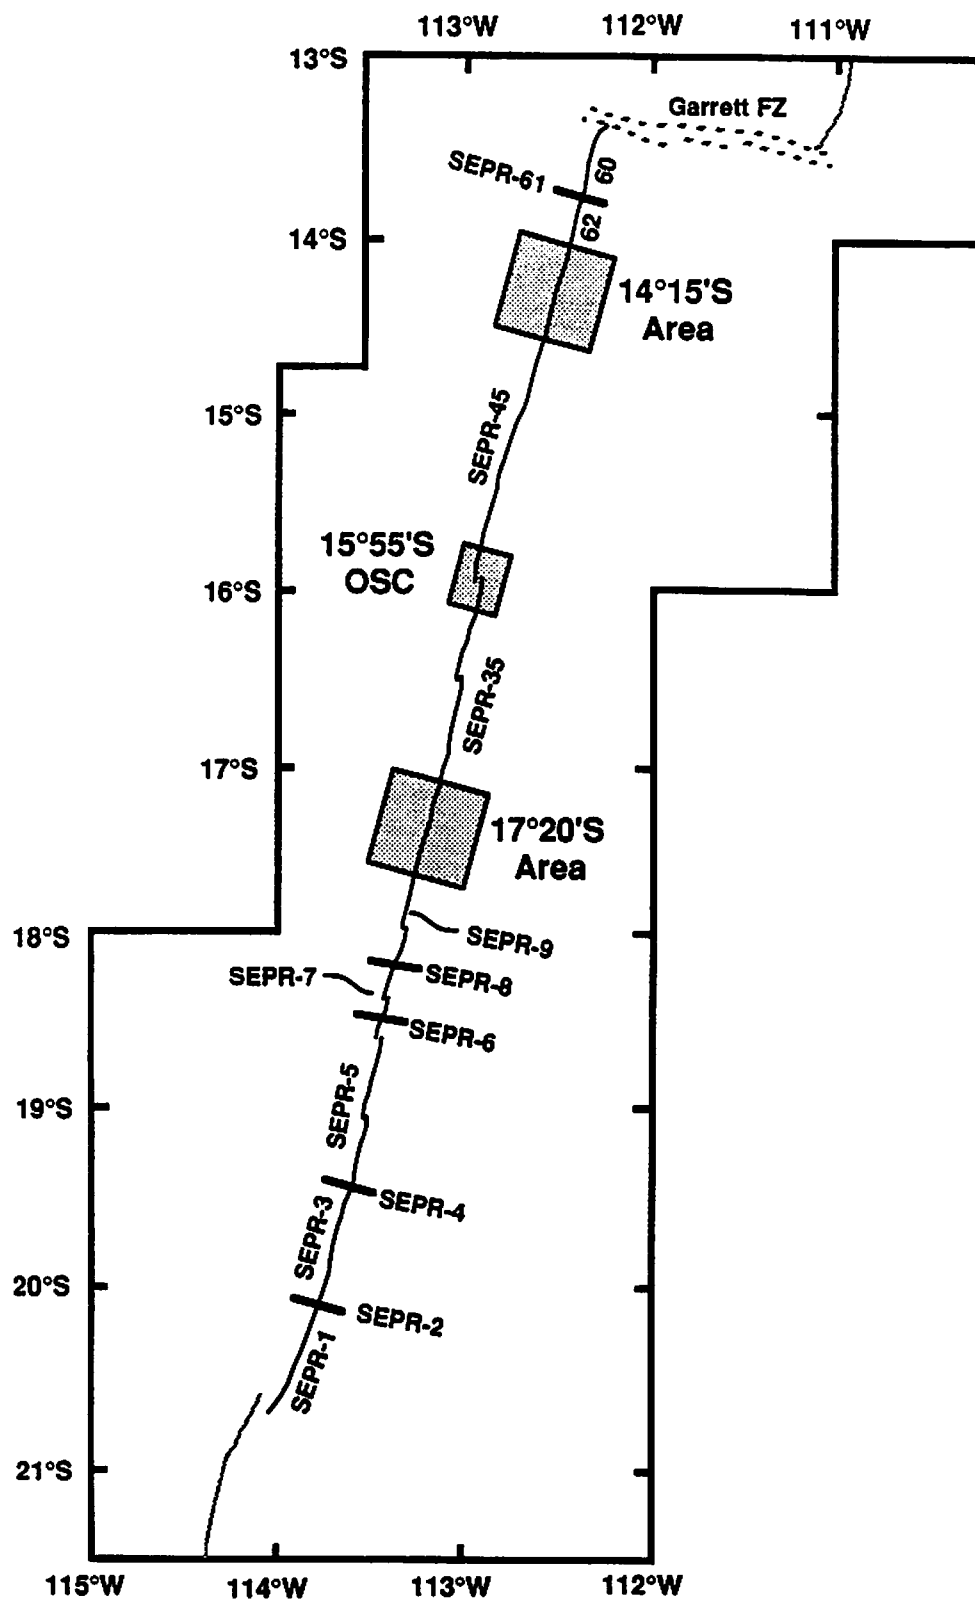 113°W 112°W 111°W
13°S
Garrett FZ
SEPR-61
60
62
14°S
14°15'S
Area
15°S
SEPR-45
15°55'S
OSC
16°S
SEPR-35
17°S
17°20'S
Area
18°S
SEPR-9
SEPR-7
SEPR-8
SEPR-6
SEPR-5
19°S
SEPR-4
SEPR-3
20°S
SEPR-2
SEPR-1
21°S
115°W 114°W 113°W 112°W